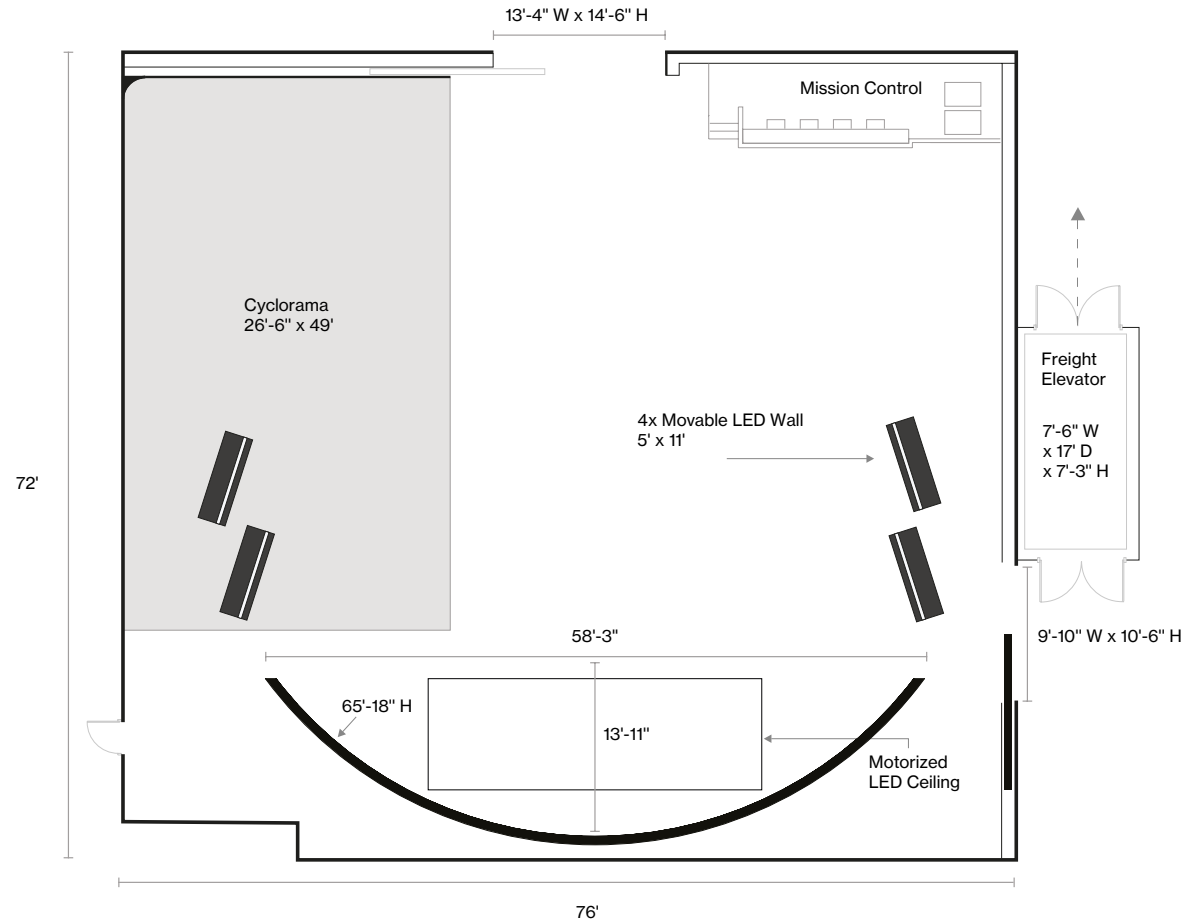 13'-4" W x 14'-6" H
Mission Control
Cyclorama
26'-6" x 49'
Freight
Elevator
7'-6" W
x 17' D
x 7'-3" H
4x Movable LED Wall
5' x 11'
72'
58'-3"
9'-10" W x 10'-6" H
65'-18" H
13'-11"
Motorized
LED Ceiling
76'